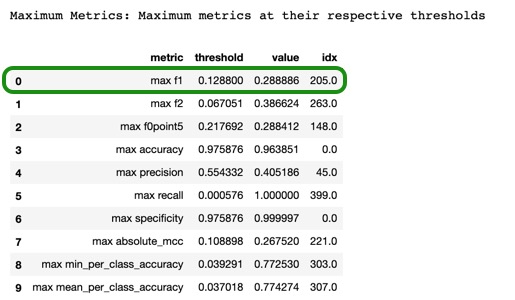 Maximum Metrics: Maximum metrics at their respective thresholds
metric threshold value idx
0 max f1 0.128800 0.288886 205.0
1 max f2 0.067051 0.386624 263.0
2 max f0point5 0.217692 0.288412 148.0
3 max accuracy 0.975876 0.963851 0.0
4 max precision 0.554332 0.405186 45.0
5 max recall 0.000576 1.000000 399.0
6 max specificity 0.975876 0.999997 0.0
7 max absolute_mcc 0.108898 0.267520 221.0
8 max min_per_class_accuracy 0.039291 0.772530 303.0
9 max mean_per_class_accuracy 0.037018 0.774274 307.0